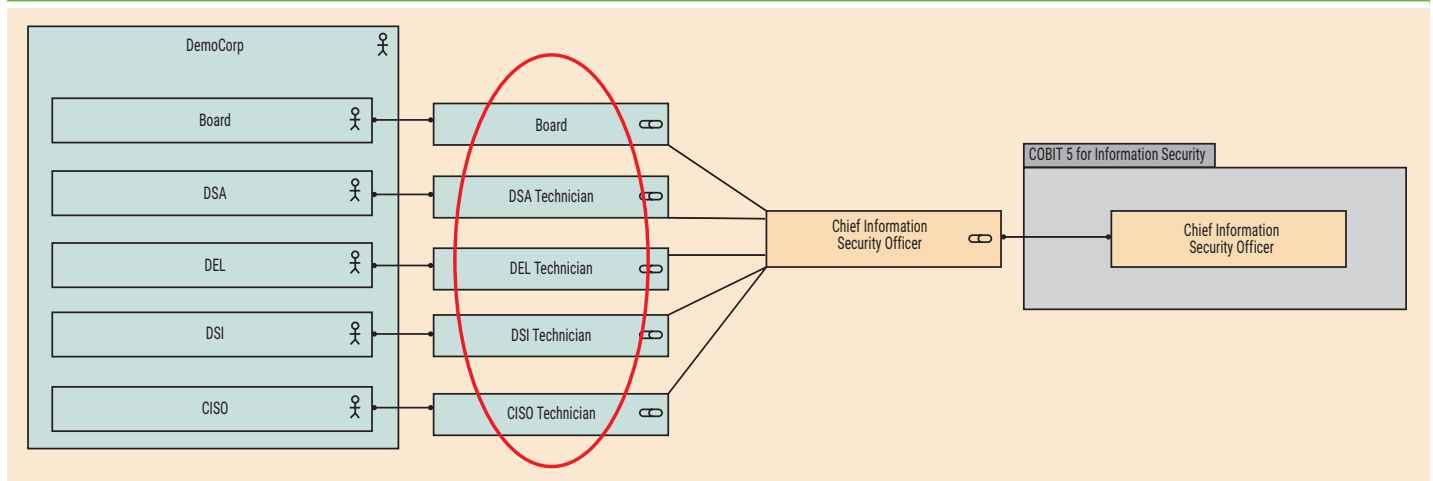 DemoCorp
Board
DSA
DEL
DSI
CISO
Board
DSA Technician
DEL Technician
DSI Technician
CISO Technician
Chief Information
Security Officer
COBIT 5 for Information Security
Chief Information
Security Officer